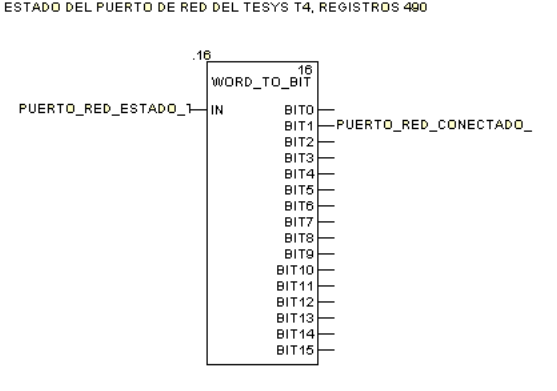 ESTADO DEL PUERTO DE RED DEL TESYS T4, REGISTROS 490
.16
16
WORD_TO_BIT
PUERTO_RED_ESTADO_T
IN
BIT0
BIT1
PUERTO_RED_CONECTADO_
BIT2
BIT3
BIT4
BIT5
BIT6
BIT7
BIT8
BIT9
BIT10
BIT11
BIT12
BIT13
BIT14
BIT15